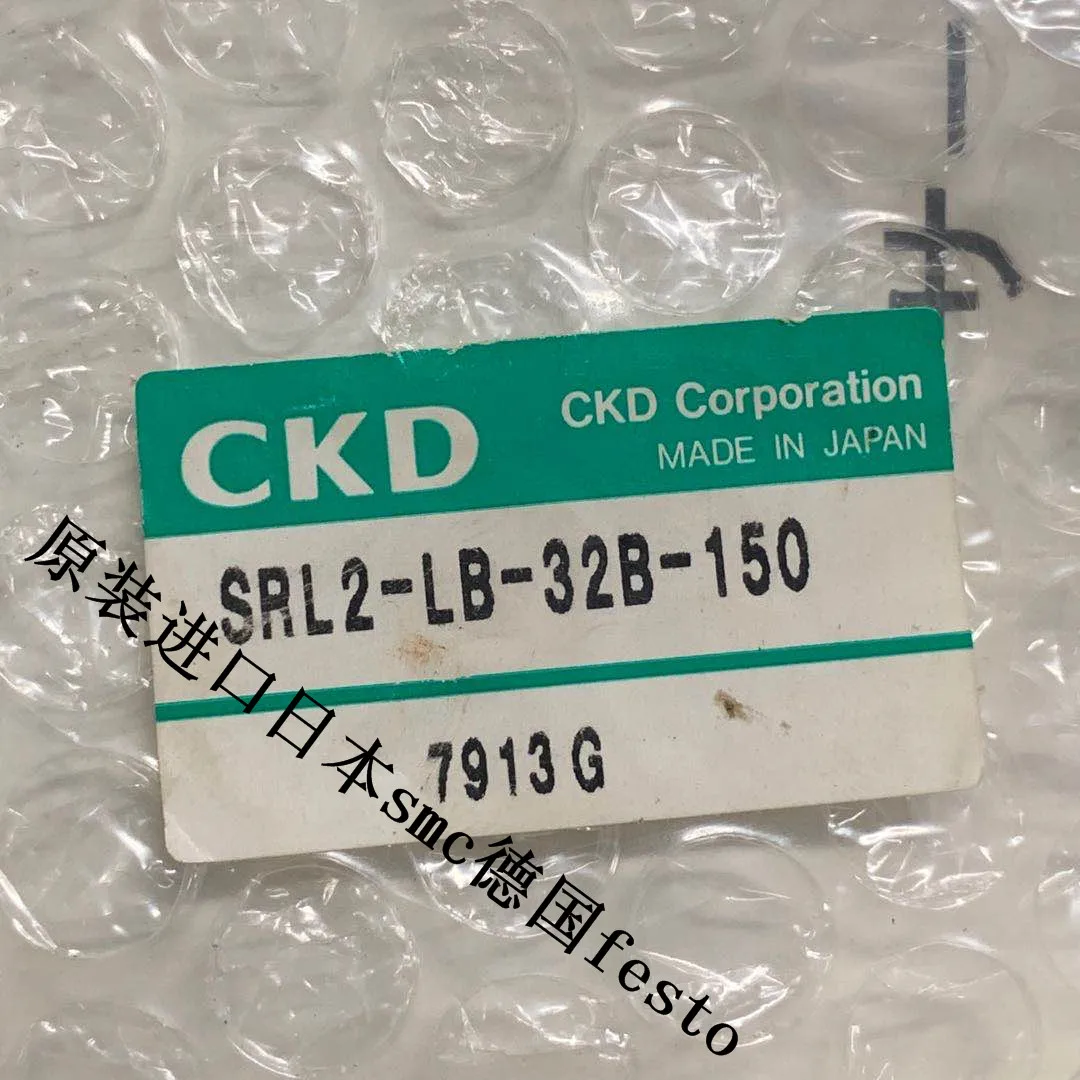 CKD
CKD Corporation
MADE IN JAPAN
SRL2-LB-32B-150
7913G
原装进口日本smc德国festo